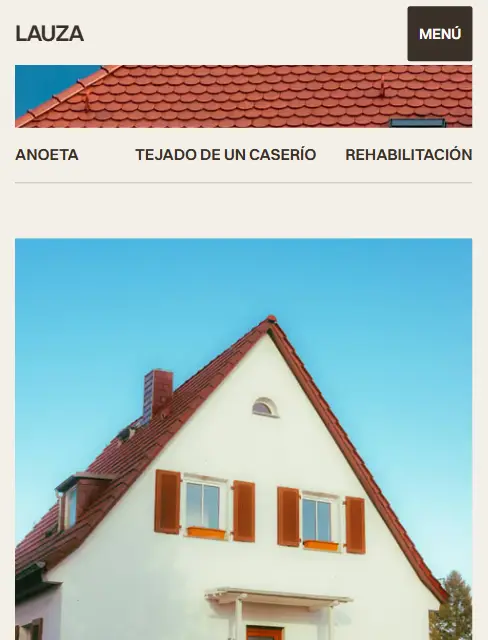 LAUZA
MENÚ
ANOETA
TEJADO DE UN CASERÍO
REHABILITACIÓN